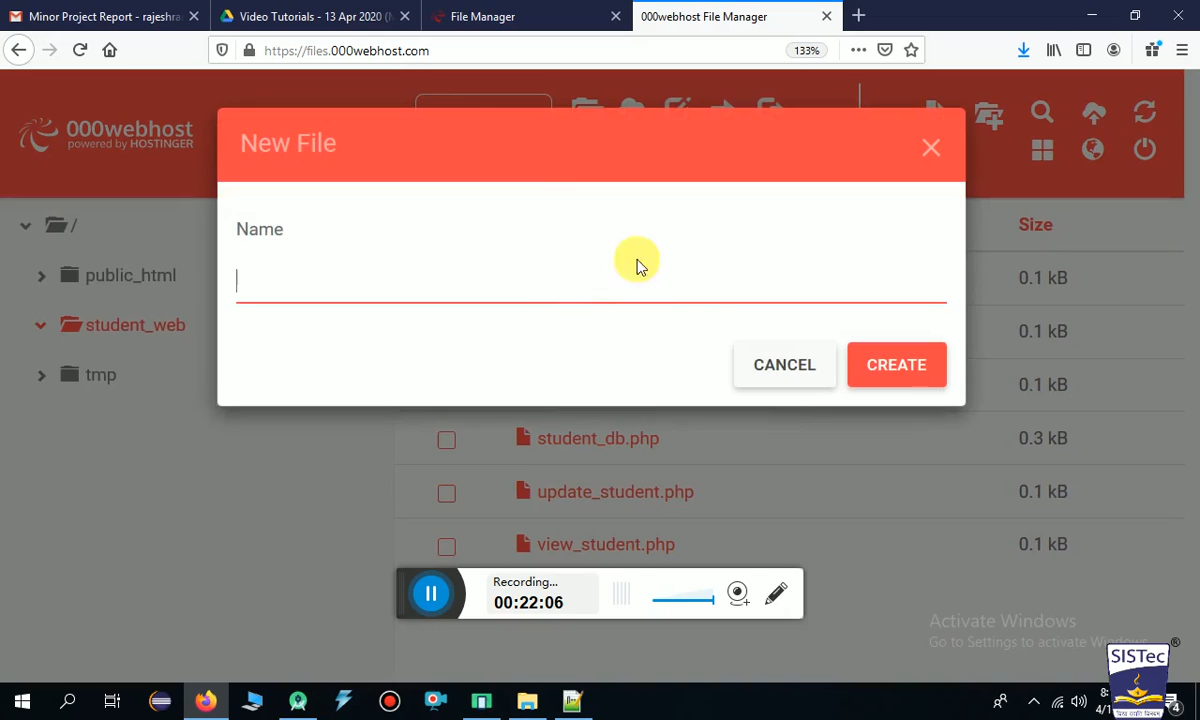 Minor Project Report - rajeshra
Video Tutorials - 13 Apr 2020 (
File Manager
000webhost File Manager
https://files.000webhost.com
133%
000webhost
powered by HOSTINGER
New File
Name
CANCEL
CREATE
/
public_html
student_web
tmp
Size
0.1 kB
0.1 kB
0.1 kB
student_db.php
0.3 kB
update_student.php
0.1 kB
view_student.php
0.1 kB
Recording...
00:22:06
Activate Windows
Go to Settings to activate Windows.
SISTec
®
4